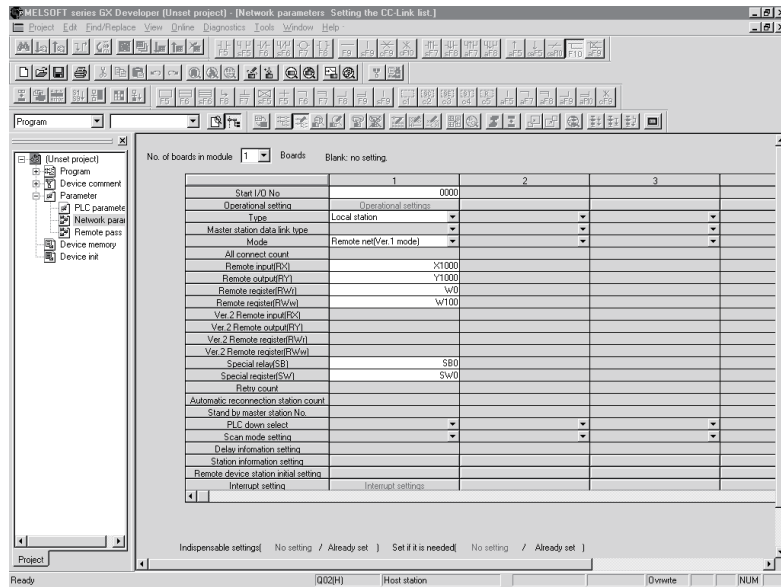 MELSOFT series GX Developer (Unset project) - [Network parameters Setting the CC-Link list.]
Project Edit Find/Replace View Online Diagnostics Tools Window Help
Program
(Unset project)
Program
Device comment
Parameter
PLC paramete
Network parar
Remote pass
Device memory
Device init
Project
No. of boards in module 1 Boards Blank: no setting.
1 2 3
Start I/O No 0000
Operational setting Operational settings
Type Local station
Master station data link type
Mode Remote net(Ver.1 mode)
All connect count
Remote input(RX) X1000
Remote output(RY) Y1000
Remote register(RWr) W0
Remote register(RWw) W100
Ver.2 Remote input(RX)
Ver.2 Remote output(RY)
Ver.2 Remote register(RWr)
Ver.2 Remote register(RWw)
Special relay(SB) SB0
Special register(SW) SW0
Retry count
Automatic reconnection station count
Stand by master station No.
PLC down select
Scan mode setting
Delay infomation setting
Station information setting
Remote device station initial setting
Interrupt setting Interrupt settings
Indispensable settings( No setting / Already set ) Set if it is needed( No setting / Already set )
Ready Q02(H) Host station Ovrwrte NUM